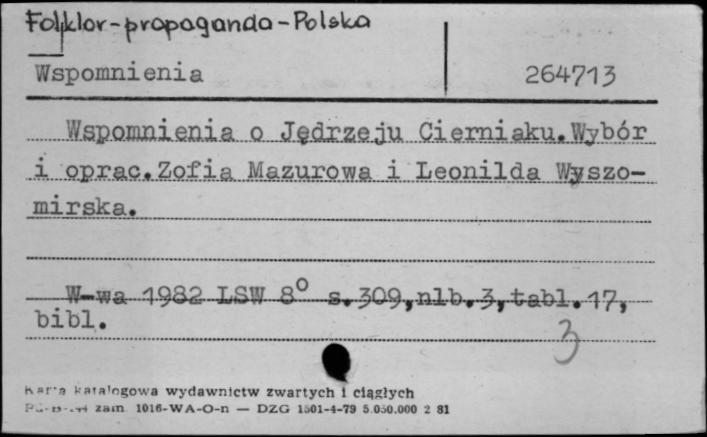 Folklor-propaganda-Polska
Wspomnienia 264713
Wspomnienia o Jędrzeju Cierniaku.Wybór
i oprac.Zofia Mazurowa i Leonilda Wyszo-
mirska.
W-wa 1982 LSW 8° s.309,nlb.3,tabl.17,
bibl.
3
Karta katalogowa wydawnictw zwartych i ciągłych
zam. 1016-WA-O-n — DZG 1501-4-79 5.050.000 2 81